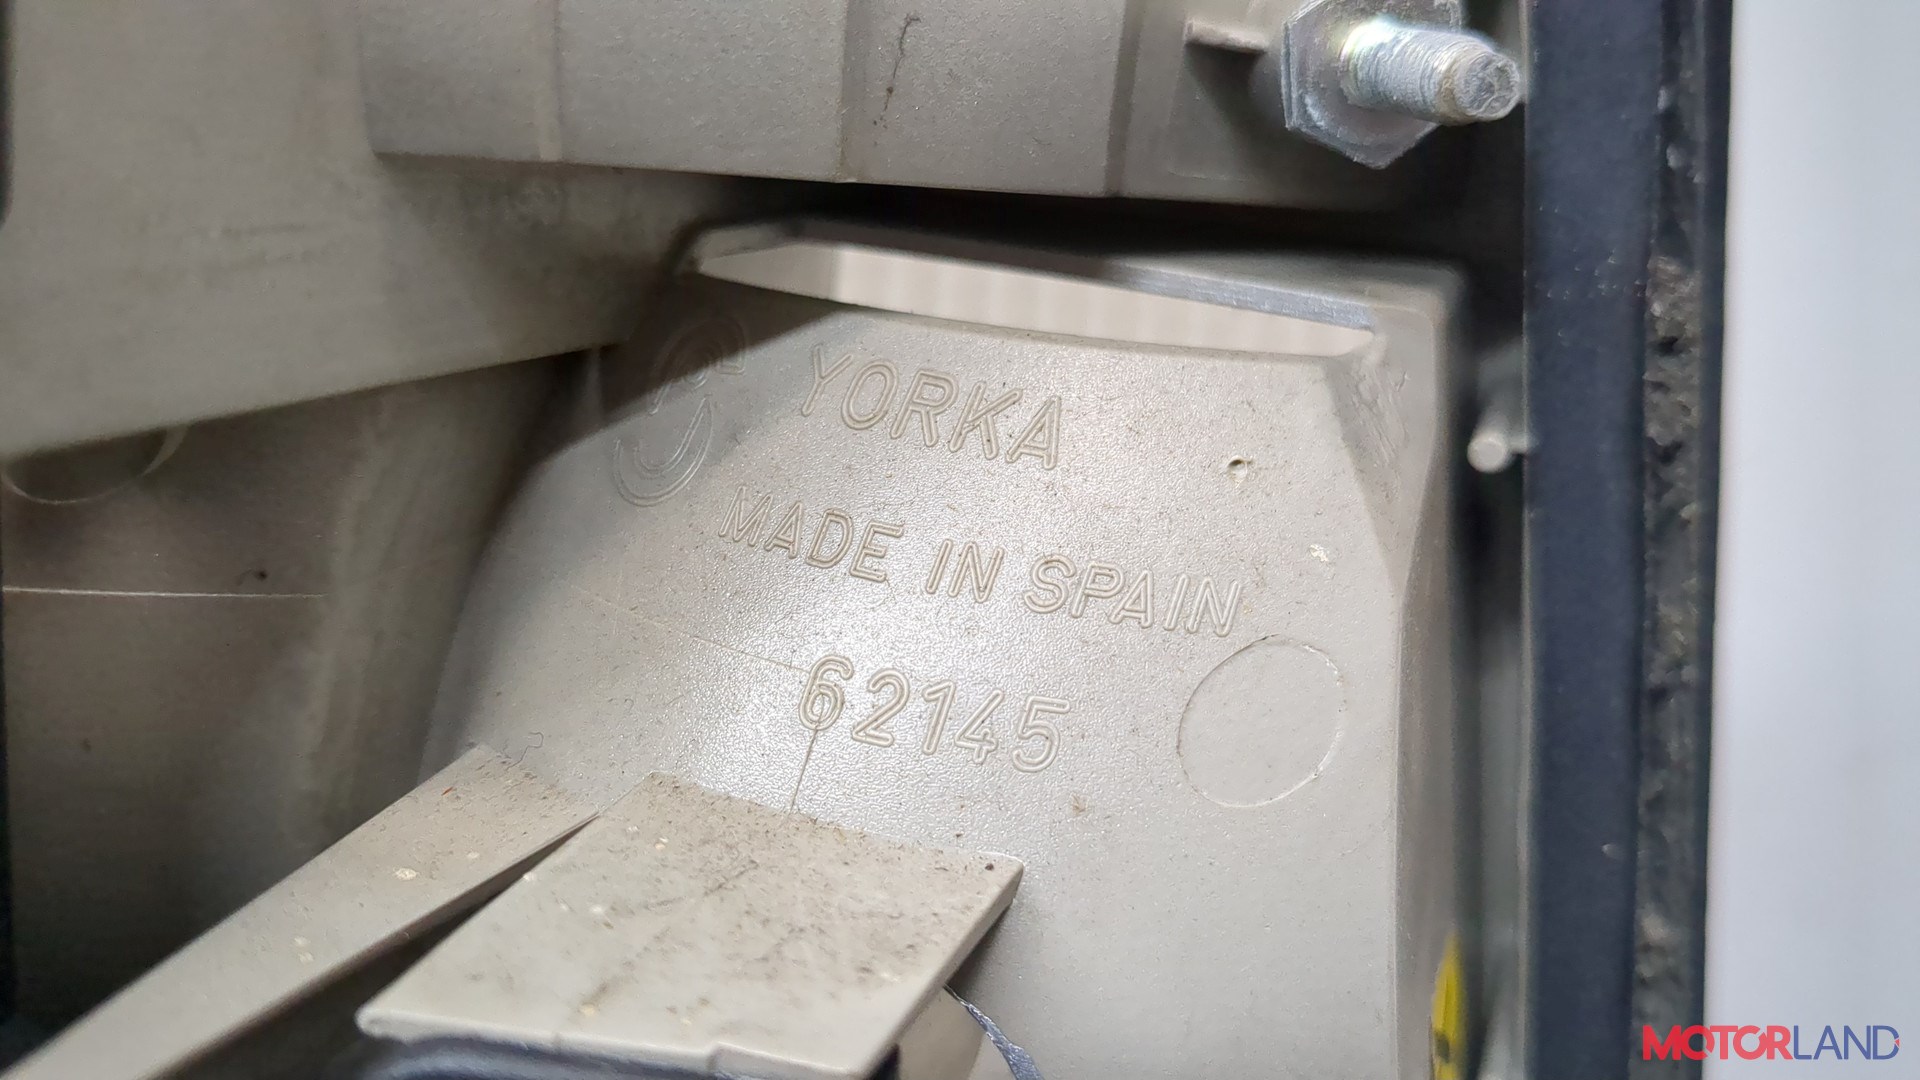 YORKA
MADE IN SPAIN
62145
MOTORLAND